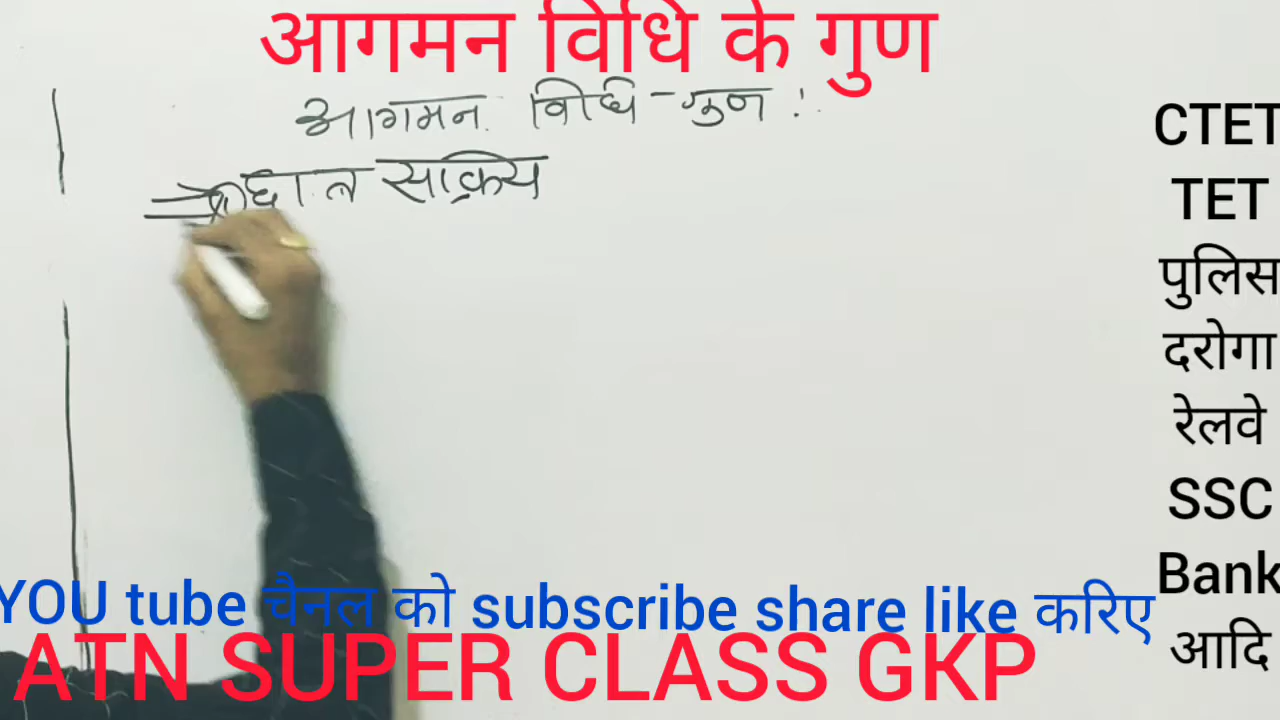 आगमन विधि के गुण
आगमन विधि - गुण :
⇒ छात्र सक्रिय
CTET
TET
पुलिस
दरोगा
रेलवे
SSC
Bank
आदि
YOU tube चैनल को subscribe share like करिए
ATN SUPER CLASS GKP